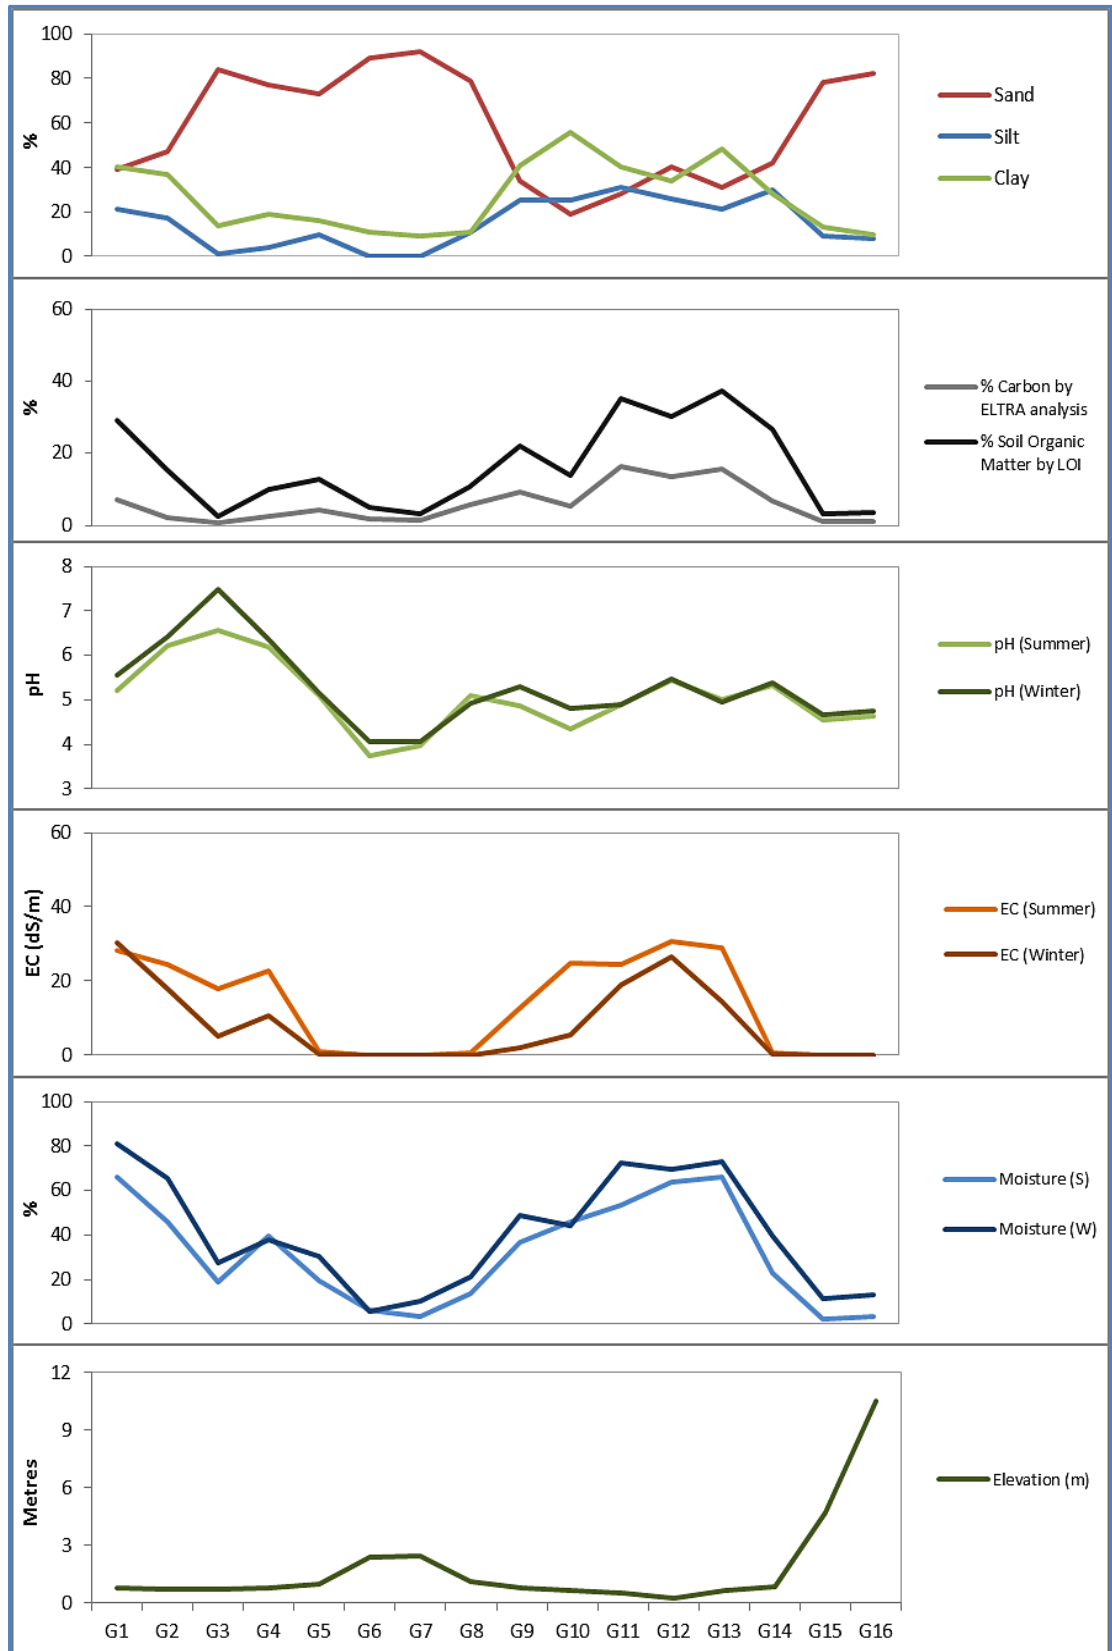 100
80
60
40
20
0
%
Sand
Silt
Clay
60
40
20
0
%
% Carbon by
ELTRA analysis
% Soil Organic
Matter by LOI
8
7
6
5
4
3
pH
pH (Summer)
pH (Winter)
60
40
20
0
EC (dS/m)
EC (Summer)
EC (Winter)
100
80
60
40
20
0
%
Moisture (S)
Moisture (W)
12
9
6
3
0
Metres
Elevation (m)
G1 G2 G3 G4 G5 G6 G7 G8 G9 G10 G11 G12 G13 G14 G15 G16